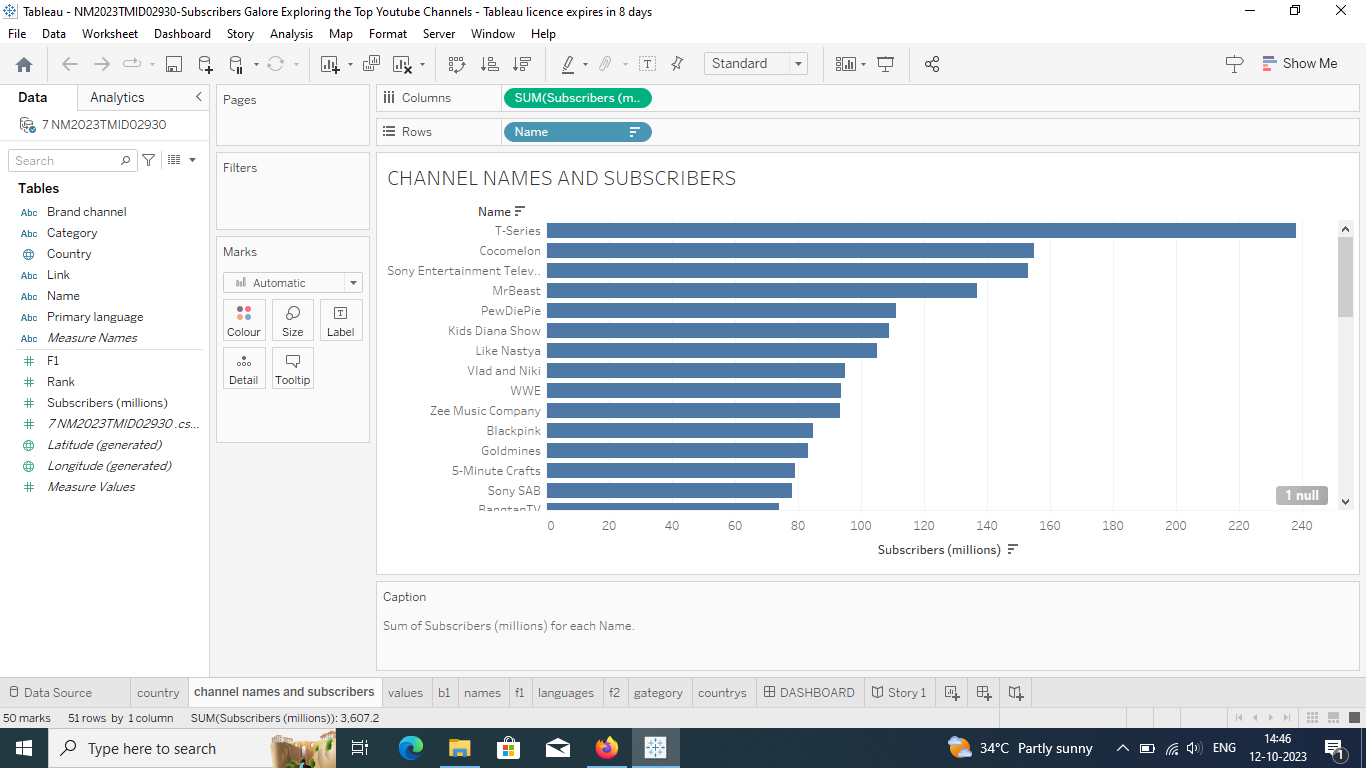 Tableau - NM2023TMID02930-Subscribers Galore Exploring the Top Youtube Channels - Tableau licence expires in 8 days
File Data Worksheet Dashboard Story Analysis Map Format Server Window Help
Standard
Show Me
Data Analytics
7 NM2023TMID02930
Search
Tables
Abc Brand channel
Abc Category
Country
Abc Link
Abc Name
Abc Primary language
Abc Measure Names
F1
Rank
Subscribers (millions)
7 NM2023TMID02930 .cs...
Latitude (generated)
Longitude (generated)
Measure Values
Pages
Filters
Marks
Automatic
Colour Size Label
Detail Tooltip
Columns SUM(Subscribers (m..
Rows Name
CHANNEL NAMES AND SUBSCRIBERS
Name
T-Series
Cocomelon
Sony Entertainment Telev..
MrBeast
PewDiePie
Kids Diana Show
Like Nastya
Vlad and Niki
WWE
Zee Music Company
Blackpink
Goldmines
5-Minute Crafts
Sony SAB
BangtanTV
1 null
0 20 40 60 80 100 120 140 160 180 200 220 240
Subscribers (millions)
Caption
Sum of Subscribers (millions) for each Name.
Data Source country channel names and subscribers values b1 names f1 languages f2 gategory countrys DASHBOARD Story 1
50 marks 51 rows by 1 column SUM(Subscribers (millions)): 3,607.2
Type here to search
34°C Partly sunny
ENG
14:46
12-10-2023
1